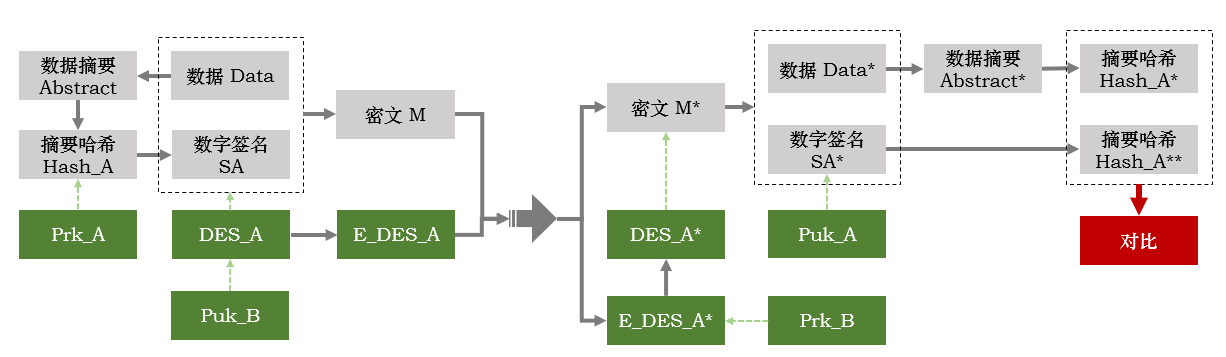 数据摘要
Abstract
数据 Data
摘要哈希
Hash_A
数字签名
SA
密文 M
Prk_A
DES_A
E_DES_A
Puk_B
密文 M*
数据 Data*
数据摘要
Abstract*
摘要哈希
Hash_A*
数字签名
SA*
摘要哈希
Hash_A**
DES_A*
Puk_A
对比
E_DES_A*
Prk_B